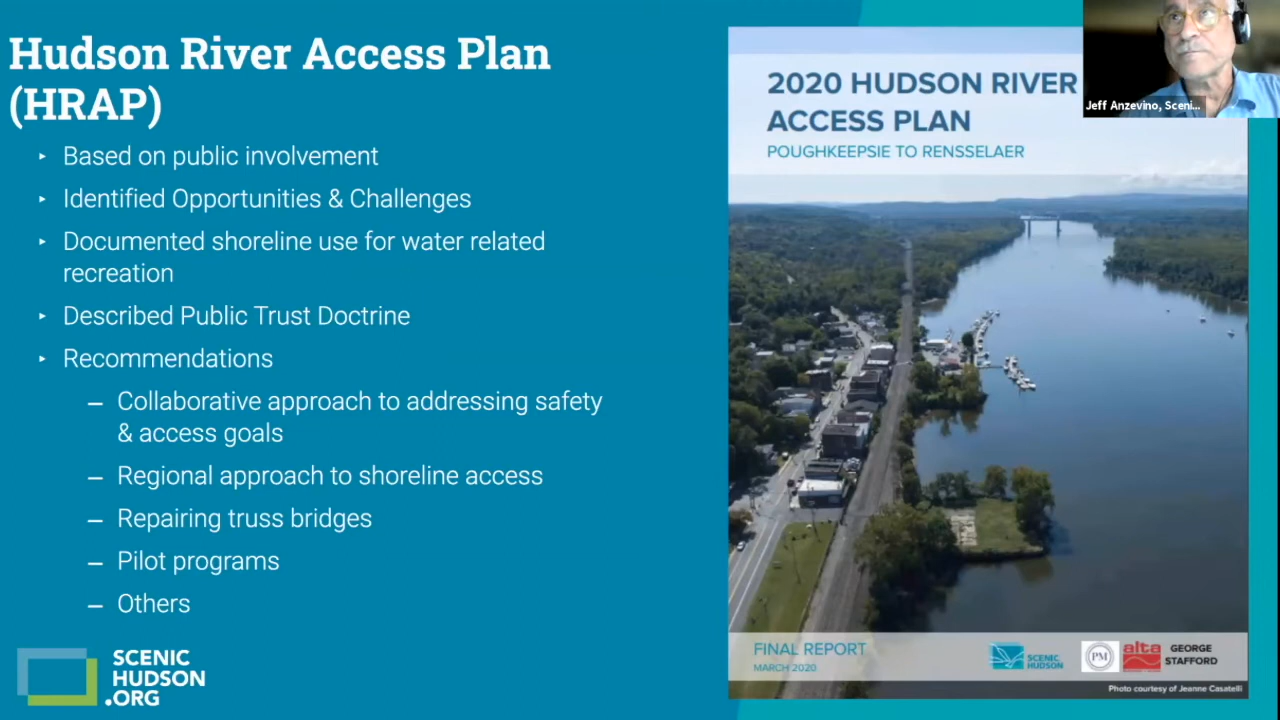 Hudson River Access Plan
(HRAP)
Based on public involvement
Identified Opportunities & Challenges
Documented shoreline use for water related
recreation
Described Public Trust Doctrine
Recommendations
– Collaborative approach to addressing safety
& access goals
– Regional approach to shoreline access
– Repairing truss bridges
– Pilot programs
– Others
SCENIC
HUDSON
.ORG
2020 HUDSON RIVER
ACCESS PLAN
POUGHKEEPSIE TO RENSSELAER
Jeff Anzevino, Sceni...
FINAL REPORT
MARCH 2020
SCENIC
HUDSON
PM
alta
GEORGE
STAFFORD
Photo courtesy of Jeanne Casatelli